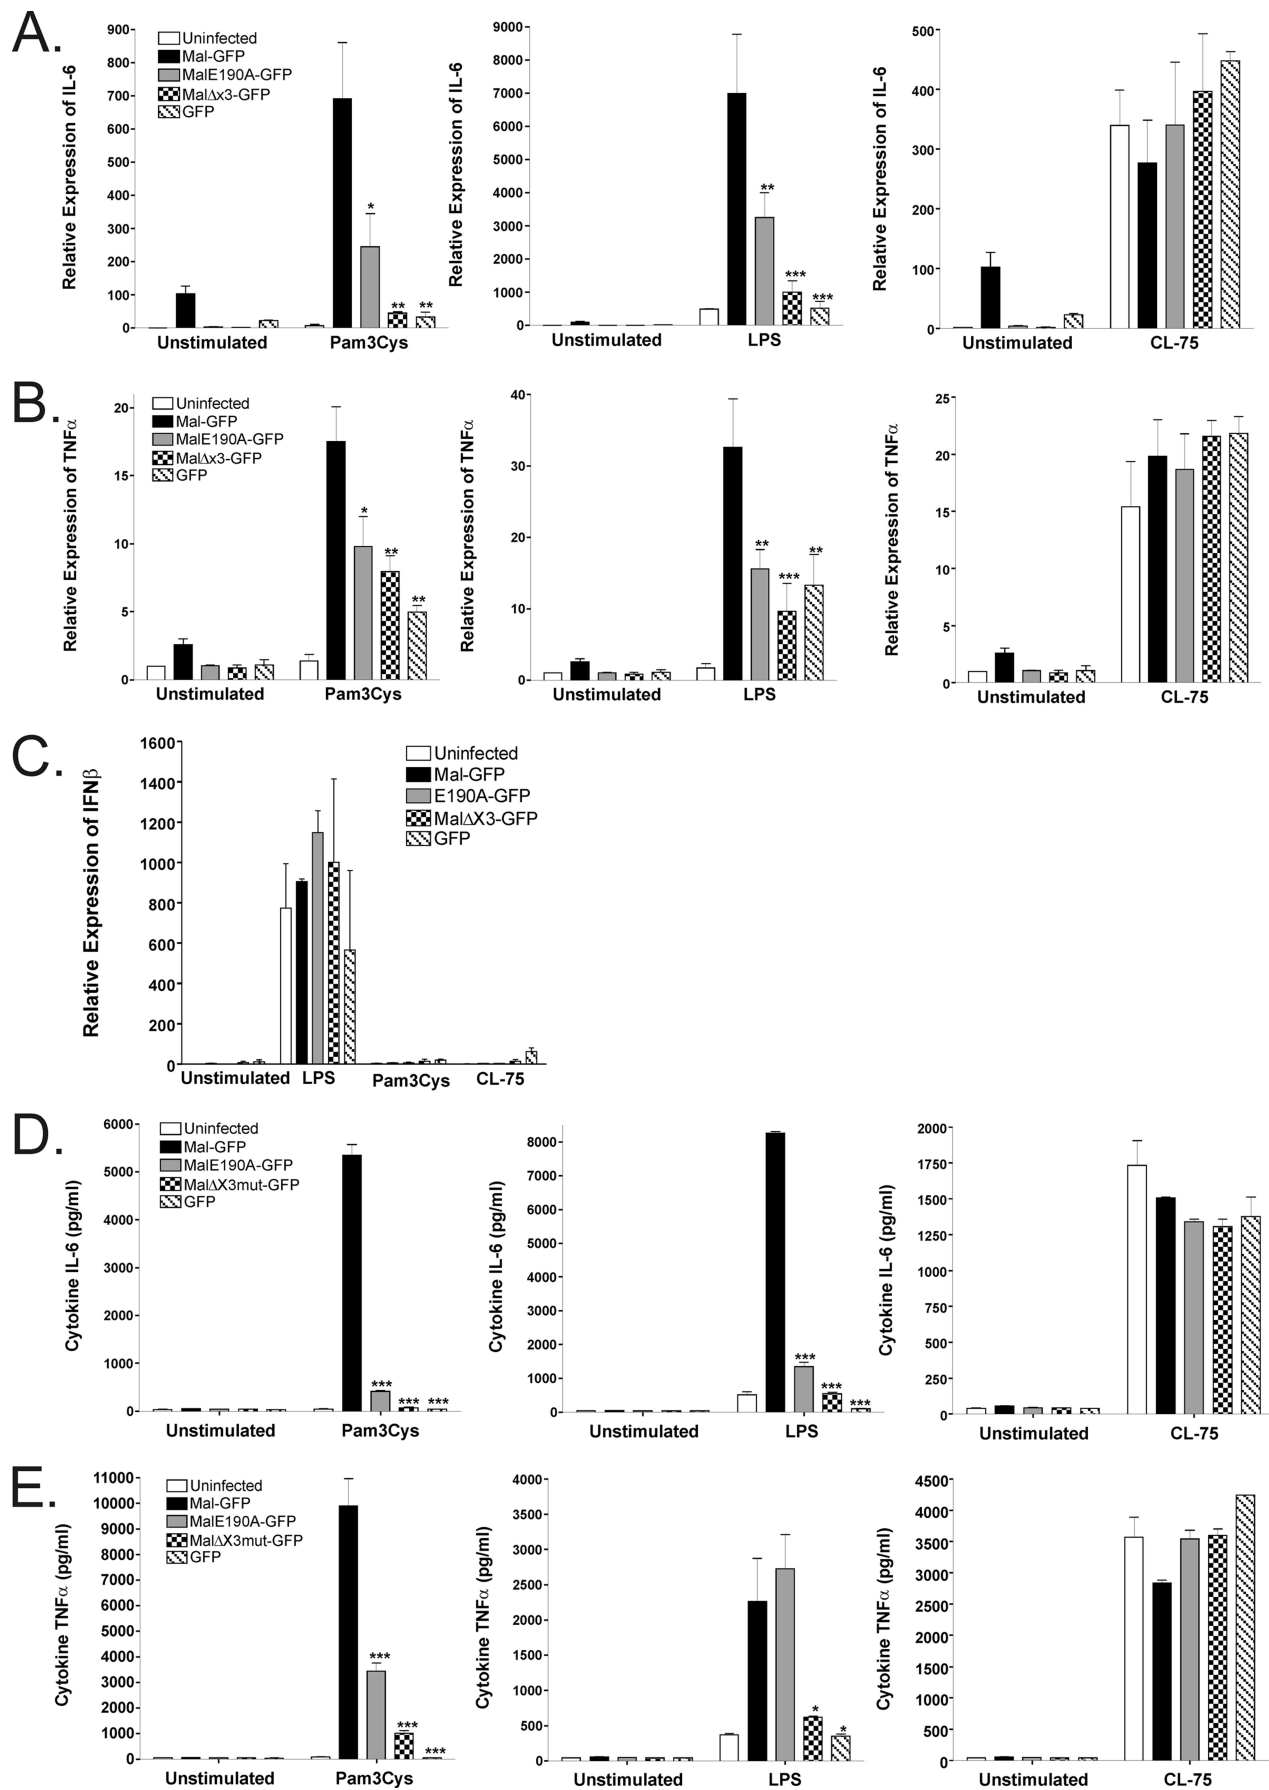 A.
Relative Expression of IL-6
900
800
700
600
500
400
300
200
100
0
Uninfected
Mal-GFP
MalE190A-GFP
MalΔx3-GFP
GFP
*
**
**
Unstimulated
Pam3Cys
Relative Expression of IL-6
9000
8000
7000
6000
5000
4000
3000
2000
1000
0
**
***
***
Unstimulated
LPS
Relative Expression of IL-6
500
400
300
200
100
0
Unstimulated
CL-75
B.
Relative Expression of TNFα
20
15
10
5
0
Uninfected
Mal-GFP
MalE190A-GFP
MalΔx3-GFP
GFP
*
**
**
Unstimulated
Pam3Cys
Relative Expression of TNFα
40
30
20
10
0
**
***
**
Unstimulated
LPS
Relative Expression of TNFα
25
20
15
10
5
0
Unstimulated
CL-75
C.
Relative Expression of IFNβ
1600
1400
1200
1000
800
600
400
200
0
Uninfected
Mal-GFP
E190A-GFP
MalΔX3-GFP
GFP
Unstimulated
LPS
Pam3Cys
CL-75
D.
Cytokine IL-6 (pg/ml)
6000
5000
4000
3000
2000
1000
0
Uninfected
Mal-GFP
MalE190A-GFP
MalΔX3mut-GFP
GFP
***
***
***
Unstimulated
Pam3Cys
Cytokine IL-6 (pg/ml)
8000
7000
6000
5000
4000
3000
2000
1000
0
***
***
***
Unstimulated
LPS
Cytokine IL-6 (pg/ml)
2000
1750
1500
1250
1000
750
500
250
0
Unstimulated
CL-75
E.
Cytokine TNFα (pg/ml)
11000
10000
9000
8000
7000
6000
5000
4000
3000
2000
1000
0
Uninfected
Mal-GFP
MalE190A-GFP
MalΔX3mut-GFP
GFP
***
***
***
Unstimulated
Pam3Cys
Cytokine TNFα (pg/ml)
4000
3500
3000
2500
2000
1500
1000
500
0
*
*
Unstimulated
LPS
Cytokine TNFα (pg/ml)
4500
4000
3500
3000
2500
2000
1500
1000
500
0
Unstimulated
CL-75